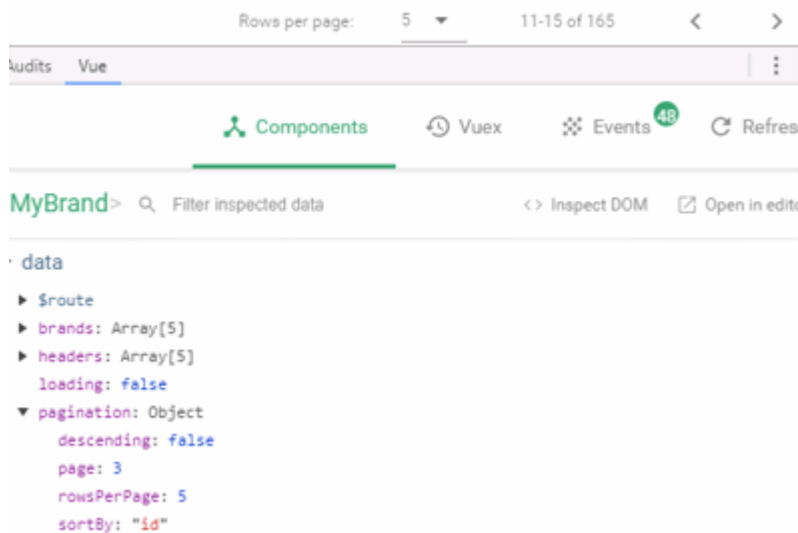 Rows per page: 5 11-15 of 165
Audits Vue
Components Vuex Events 48 Refres
MyBrand> Filter inspected data <> Inspect DOM Open in edito
data
$route
brands: Array[5]
headers: Array[5]
loading: false
pagination: Object
descending: false
page: 3
rowsPerPage: 5
sortBy: "id"